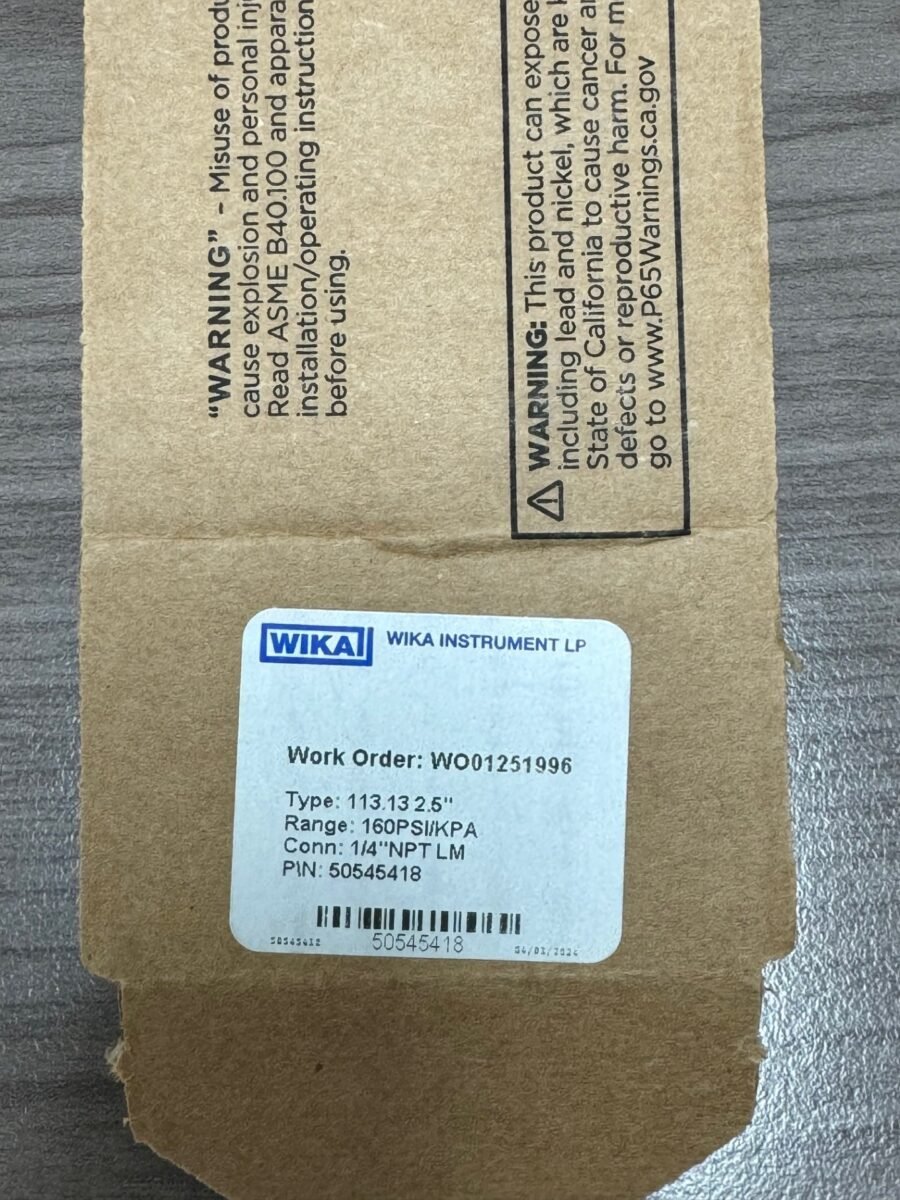 “WARNING” - Misuse of produ
cause explosion and personal inju
Read ASME B40.100 and appara
installation/operating instruction
before using.
WARNING: This product can expose
including lead and nickel, which are k
State of California to cause cancer a
defects or reproductive harm. For m
go to www.P65Warnings.ca.gov
WIKA WIKA INSTRUMENT LP
Work Order: WO01251996
Type: 113.13 2.5"
Range: 160PSI/KPA
Conn: 1/4"NPT LM
P\N: 50545418
50545418